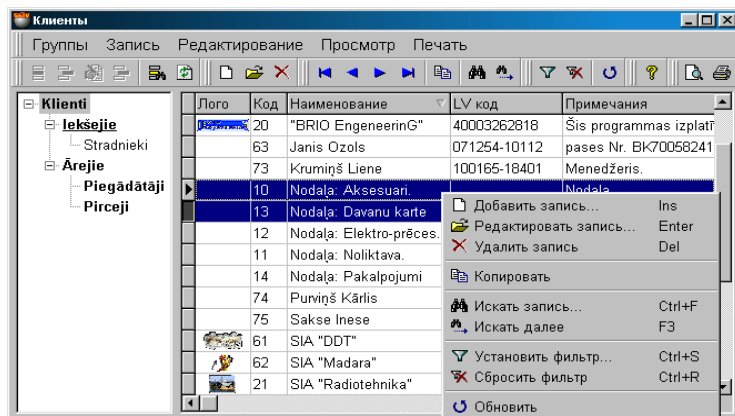 Клиенты
Группы Запись Редактирование Просмотр Печать
Klienti
Iekšejie
Stradnieki
Ārejie
Piegādātāji
Pirceji
Лого Код Наименование LV код Примечания
20 "BRIO EngeneerinG" 40003262818 Šis programmas izplatī
63 Janis Ozols 071254-10112 pases Nr. BK70058241
73 Krumiņš Liene 100165-18401 Menedžeris.
10 Nodaļa: Aksesuari. Nodaļa
13 Nodaļa: Davanu karte
12 Nodaļa: Elektro-prēces.
11 Nodaļa: Noliktava.
14 Nodaļa: Pakalpojumi
74 Purviņš Kārlis
75 Sakse Inese
61 SIA "DDT"
62 SIA "Madara"
21 SIA "Radiotehnika"
Добавить запись... Ins
Редактировать запись... Enter
Удалить запись Del
Копировать
Искать запись... Ctrl+F
Искать далее F3
Установить фильтр... Ctrl+S
Сбросить фильтр Ctrl+R
Обновить